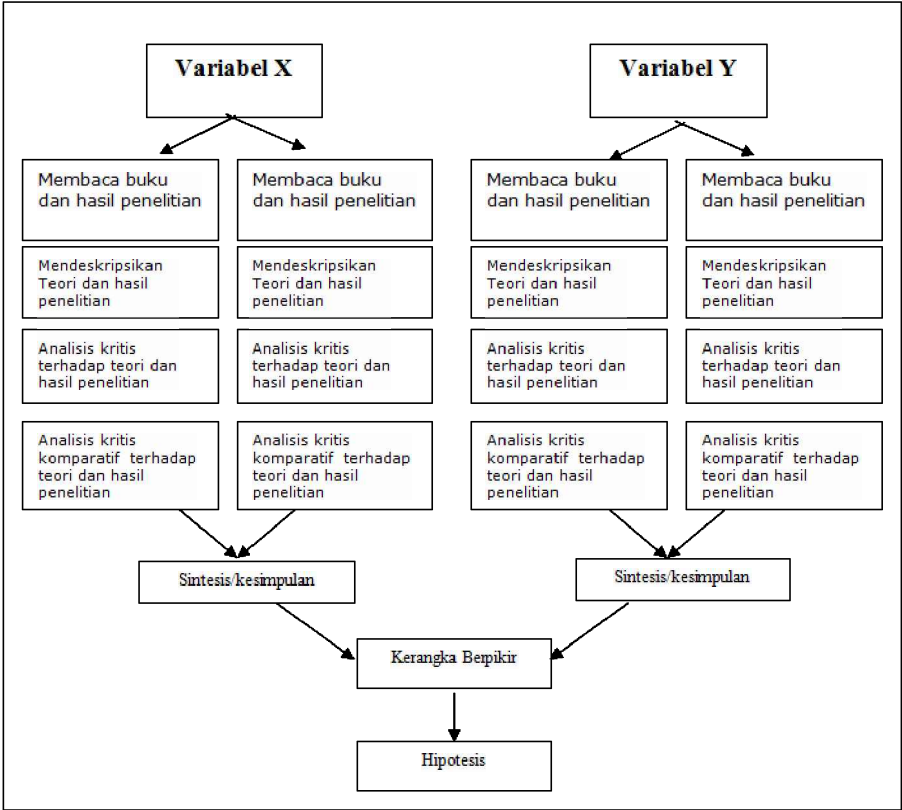 Variabel X
Variabel Y
Membaca buku
dan hasil penelitian
Membaca buku
dan hasil penelitian
Membaca buku
dan hasil penelitian
Membaca buku
dan hasil penelitian
Mendeskripsikan
Teori dan hasil
penelitian
Mendeskripsikan
Teori dan hasil
penelitian
Mendeskripsikan
Teori dan hasil
penelitian
Mendeskripsikan
Teori dan hasil
penelitian
Analisis kritis
terhadap teori dan
hasil penelitian
Analisis kritis
terhadap teori dan
hasil penelitian
Analisis kritis
terhadap teori dan
hasil penelitian
Analisis kritis
terhadap teori dan
hasil penelitian
Analisis kritis
komparatif terhadap
teori dan hasil
penelitian
Analisis kritis
komparatif terhadap
teori dan hasil
penelitian
Analisis kritis
komparatif terhadap
teori dan hasil
penelitian
Analisis kritis
komparatif terhadap
teori dan hasil
penelitian
Sintesis/kesimpulan
Sintesis/kesimpulan
Kerangka Berpikir
Hipotesis